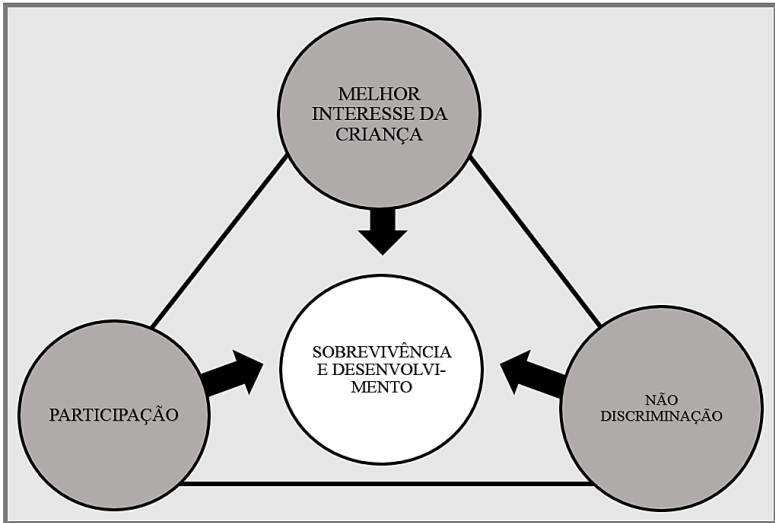 MELHOR
INTERESSE DA
CRIANÇA
SOBREVIVÊNCIA
E DESENVOLVI-
MENTO
PARTICIPAÇÃO
NÃO
DISCRIMINAÇÃO